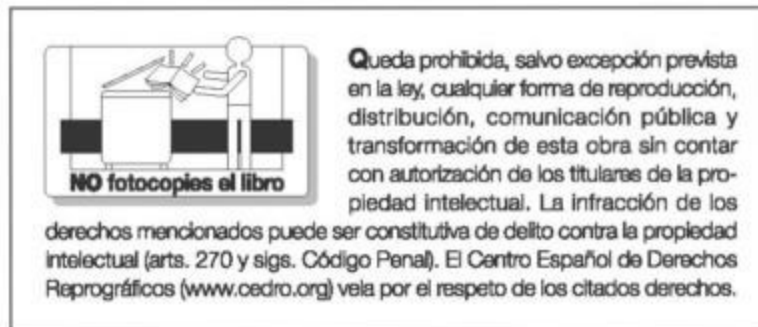 Queda prohibida, salvo excepción prevista
en la ley, cualquier forma de reproducción,
distribución, comunicación pública y
transformación de esta obra sin contar
con autorización de los titulares de la pro-
piedad intelectual. La infracción de los
derechos mencionados puede ser constitutiva de delito contra la propiedad
intelectual (arts. 270 y sigs. Código Penal). El Centro Español de Derechos
Reprográficos (www.cedro.org) vela por el respeto de los citados derechos.
NO fotocopies el libro